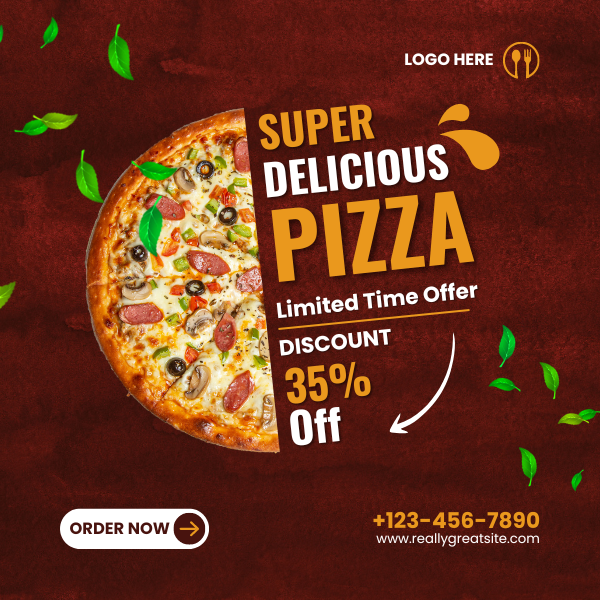 LOGO HERE
SUPER
DELICIOUS
PIZZA
Limited Time Offer
DISCOUNT
35%
Off
ORDER NOW
+123-456-7890
www.reallygreatsite.com